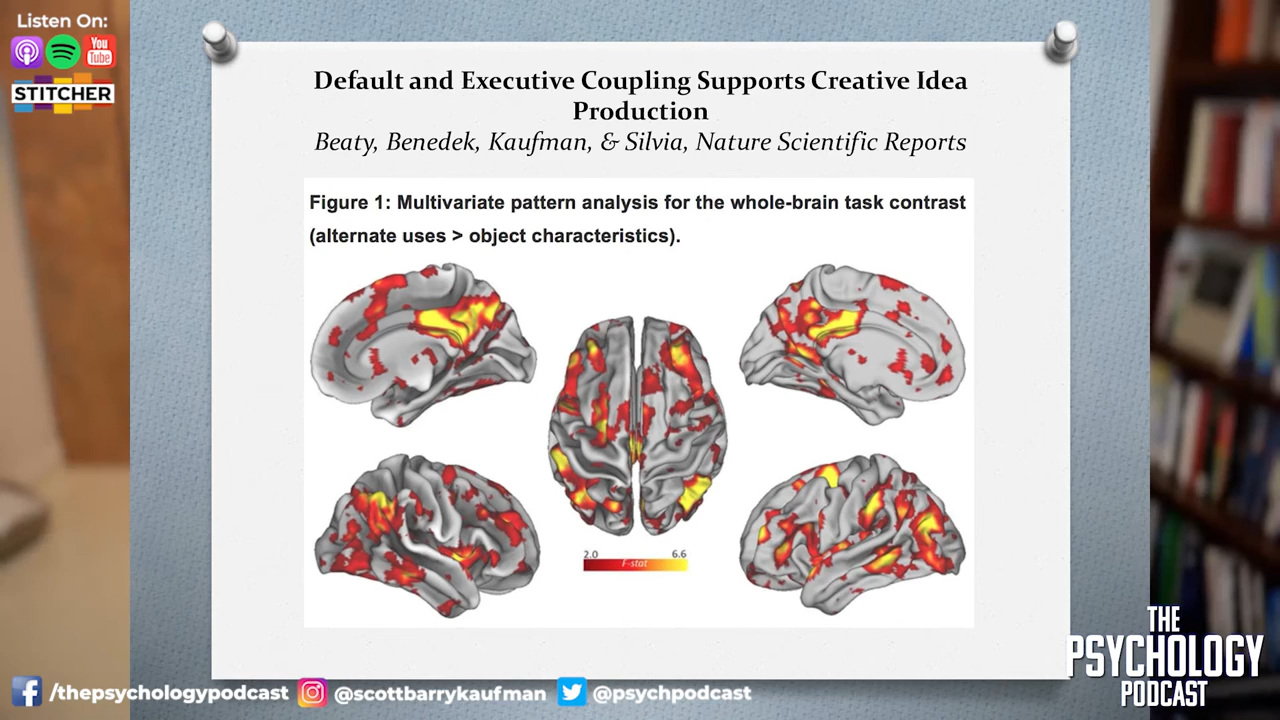 Listen On:
You
Tube
STITCHER
Default and Executive Coupling Supports Creative Idea
Production
Beaty, Benedek, Kaufman, & Silvia, Nature Scientific Reports
Figure 1: Multivariate pattern analysis for the whole-brain task contrast
(alternate uses > object characteristics).
2.0 6.6
F-stat
THE
PSYCHOLOGY
PODCAST
/thepsychologypodcast @scottbarrykaufman @psychpodcast